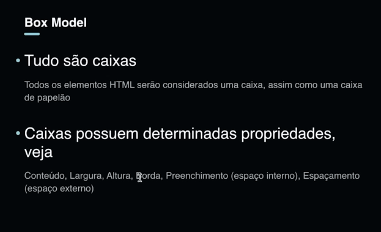 Box Model
Tudo são caixas
Todos os elementos HTML serão considerados uma caixa, assim como uma caixa
de papelão
Caixas possuem determinadas propriedades,
veja
Conteúdo, Largura, Altura, Borda, Preenchimento (espaço interno), Espaçamento
(espaço externo)